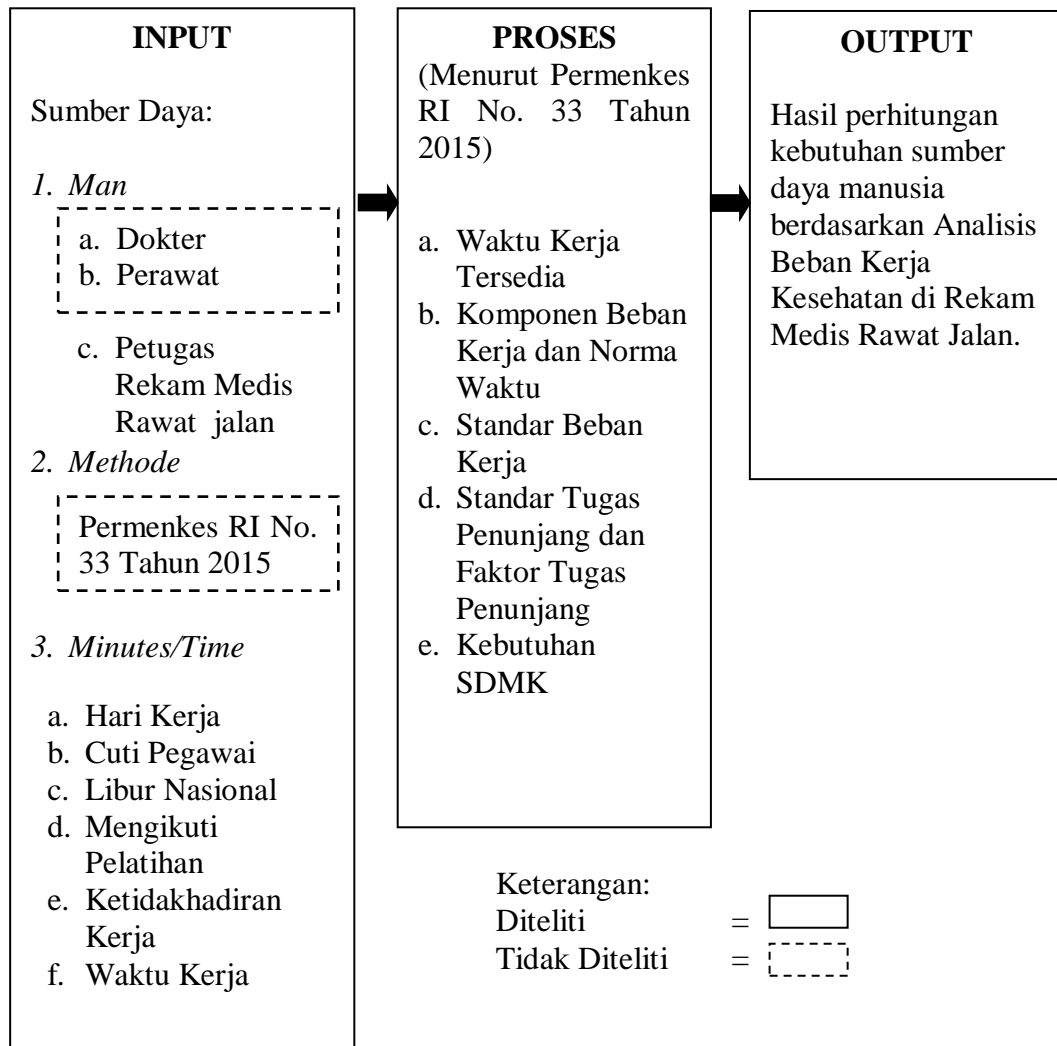 INPUT
Sumber Daya:
1. Man
a. Dokter
b. Perawat
c. Petugas
Rekam Medis
Rawat jalan
2. Methode
Permenkes RI No.
33 Tahun 2015
3. Minutes/Time
a. Hari Kerja
b. Cuti Pegawai
c. Libur Nasional
d. Mengikuti
Pelatihan
e. Ketidakhadiran
Kerja
f. Waktu Kerja
PROSES
(Menurut Permenkes
RI No. 33 Tahun
2015)
a. Waktu Kerja
Tersedia
b. Komponen Beban
Kerja dan Norma
Waktu
c. Standar Beban
Kerja
d. Standar Tugas
Penunjang dan
Faktor Tugas
Penunjang
e. Kebutuhan
SDMK
OUTPUT
Hasil perhitungan
kebutuhan sumber
daya manusia
berdasarkan Analisis
Beban Kerja
Kesehatan di Rekam
Medis Rawat Jalan.
Keterangan:
Diteliti =
Tidak Diteliti =